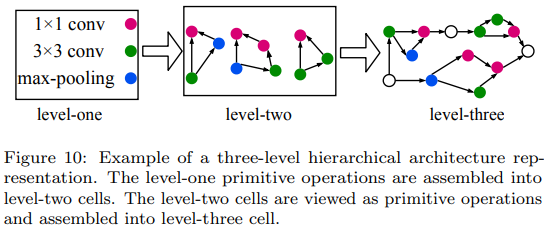 1×1 conv
3×3 conv
max-pooling
level-one
level-two
level-three
Figure 10: Example of a three-level hierarchical architecture rep-
resentation. The level-one primitive operations are assembled into
level-two cells. The level-two cells are viewed as primitive operations
and assembled into level-three cell.